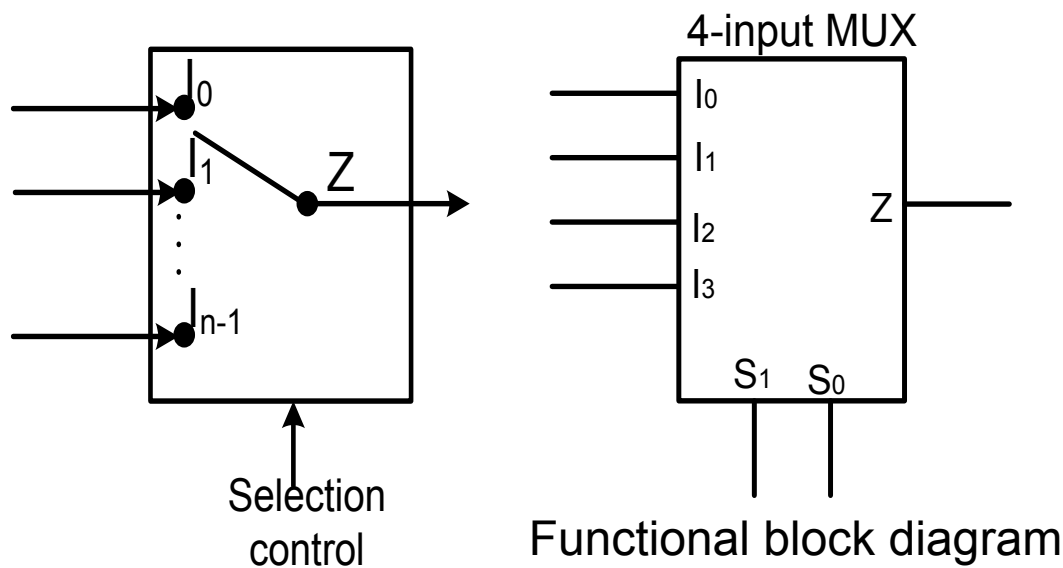 I0
I1
Z
In-1
Selection
control
4-input MUX
I0
I1
I2
I3
Z
S1 S0
Functional block diagram